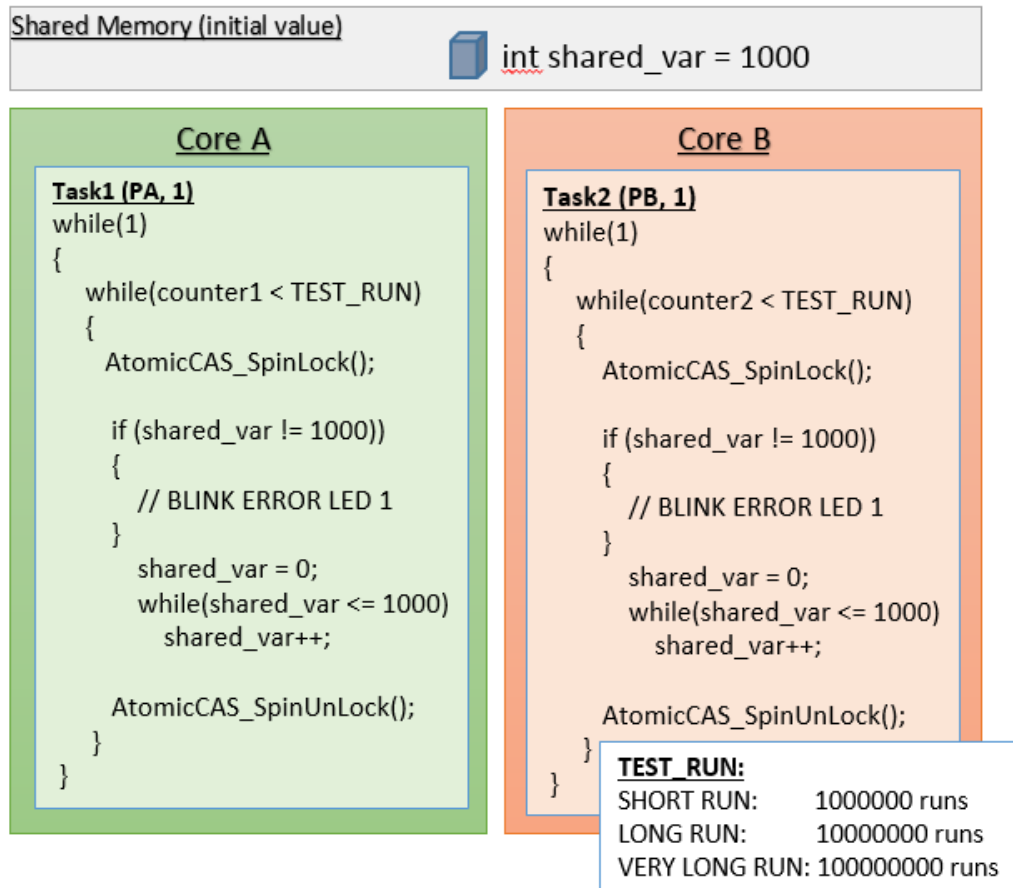 Shared Memory (initial value)
int shared_var = 1000
Core A
Task1 (PA, 1)
while(1)
{
while(counter1 < TEST_RUN)
{
AtomicCAS_SpinLock();
if (shared_var != 1000))
{
// BLINK ERROR LED 1
}
shared_var = 0;
while(shared_var <= 1000)
shared_var++;
AtomicCAS_SpinUnLock();
}
}
Core B
Task2 (PB, 1)
while(1)
{
while(counter2 < TEST_RUN)
{
AtomicCAS_SpinLock();
if (shared_var != 1000))
{
// BLINK ERROR LED 1
}
shared_var = 0;
while(shared_var <= 1000)
shared_var++;
AtomicCAS_SpinUnLock();
}
}
TEST_RUN:
SHORT RUN: 1000000 runs
LONG RUN: 10000000 runs
VERY LONG RUN: 100000000 runs